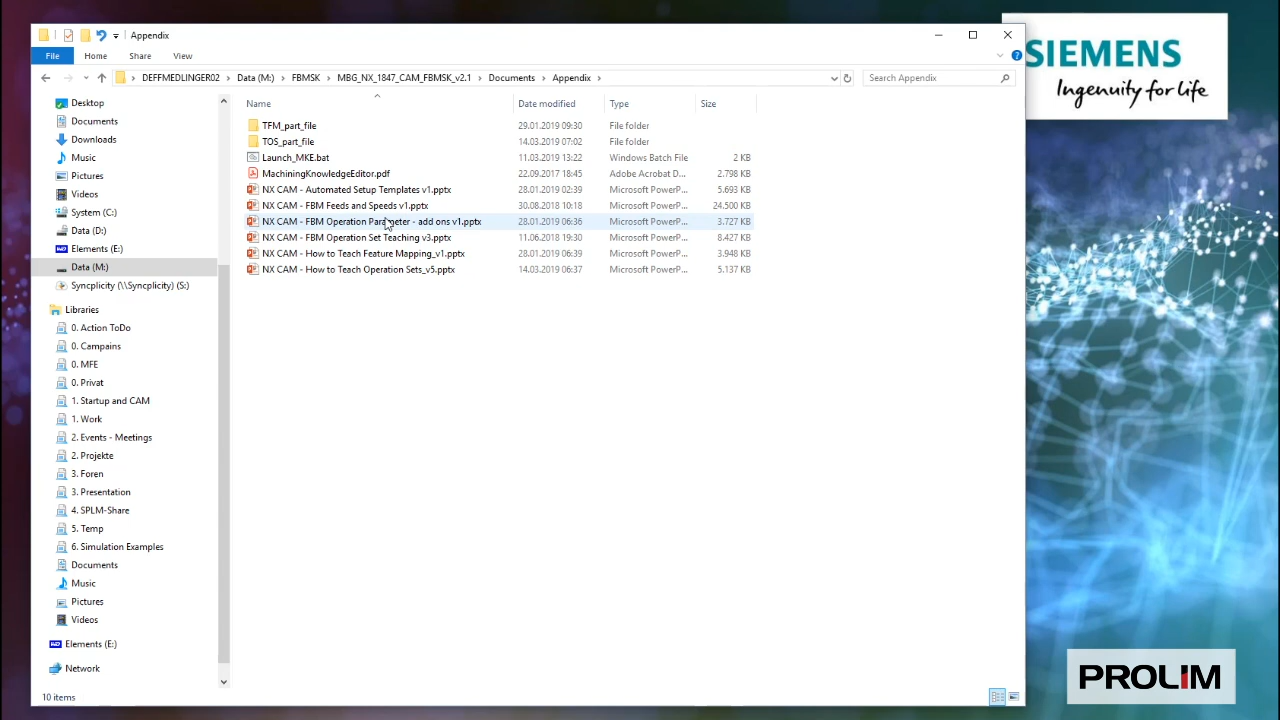 Appendix
File
Home
Share
View
DEFFMEDLINGER02
Data (M:)
FBMSK
MBG_NX_1847_CAM_FBMSK_v2.1
Documents
Appendix
Search Appendix
Desktop
Documents
Downloads
Music
Pictures
Videos
System (C:)
Data (D:)
Elements (E:)
Data (M:)
Syncplicity (\\Syncplicity) (S:)
Libraries
0. Action ToDo
0. Campains
0. MFE
0. Privat
1. Startup and CAM
1. Work
2. Events - Meetings
2. Projekte
3. Foren
3. Presentation
4. SPLM-Share
5. Temp
6. Simulation Examples
Documents
Music
Pictures
Videos
Elements (E:)
Network
Name Date modified Type Size
TFM_part_file 29.01.2019 09:30 File folder
TOS_part_file 14.03.2019 07:02 File folder
Launch_MKE.bat 11.03.2019 13:22 Windows Batch File 2 KB
MachiningKnowledgeEditor.pdf 22.09.2017 18:45 Adobe Acrobat D... 2.798 KB
NX CAM - Automated Setup Templates v1.pptx 28.01.2019 02:39 Microsoft PowerP... 5.693 KB
NX CAM - FBM Feeds and Speeds v1.pptx 30.08.2018 10:18 Microsoft PowerP... 24.500 KB
NX CAM - FBM Operation Parameter - add ons v1.pptx 28.01.2019 06:36 Microsoft PowerP... 3.727 KB
NX CAM - FBM Operation Set Teaching v3.pptx 11.06.2018 19:30 Microsoft PowerP... 8.427 KB
NX CAM - How to Teach Feature Mapping_v1.pptx 28.01.2019 06:39 Microsoft PowerP... 3.948 KB
NX CAM - How to Teach Operation Sets_v5.pptx 14.03.2019 06:37 Microsoft PowerP... 5.137 KB
10 items
SIEMENS
Ingenuity for life
PROLIM